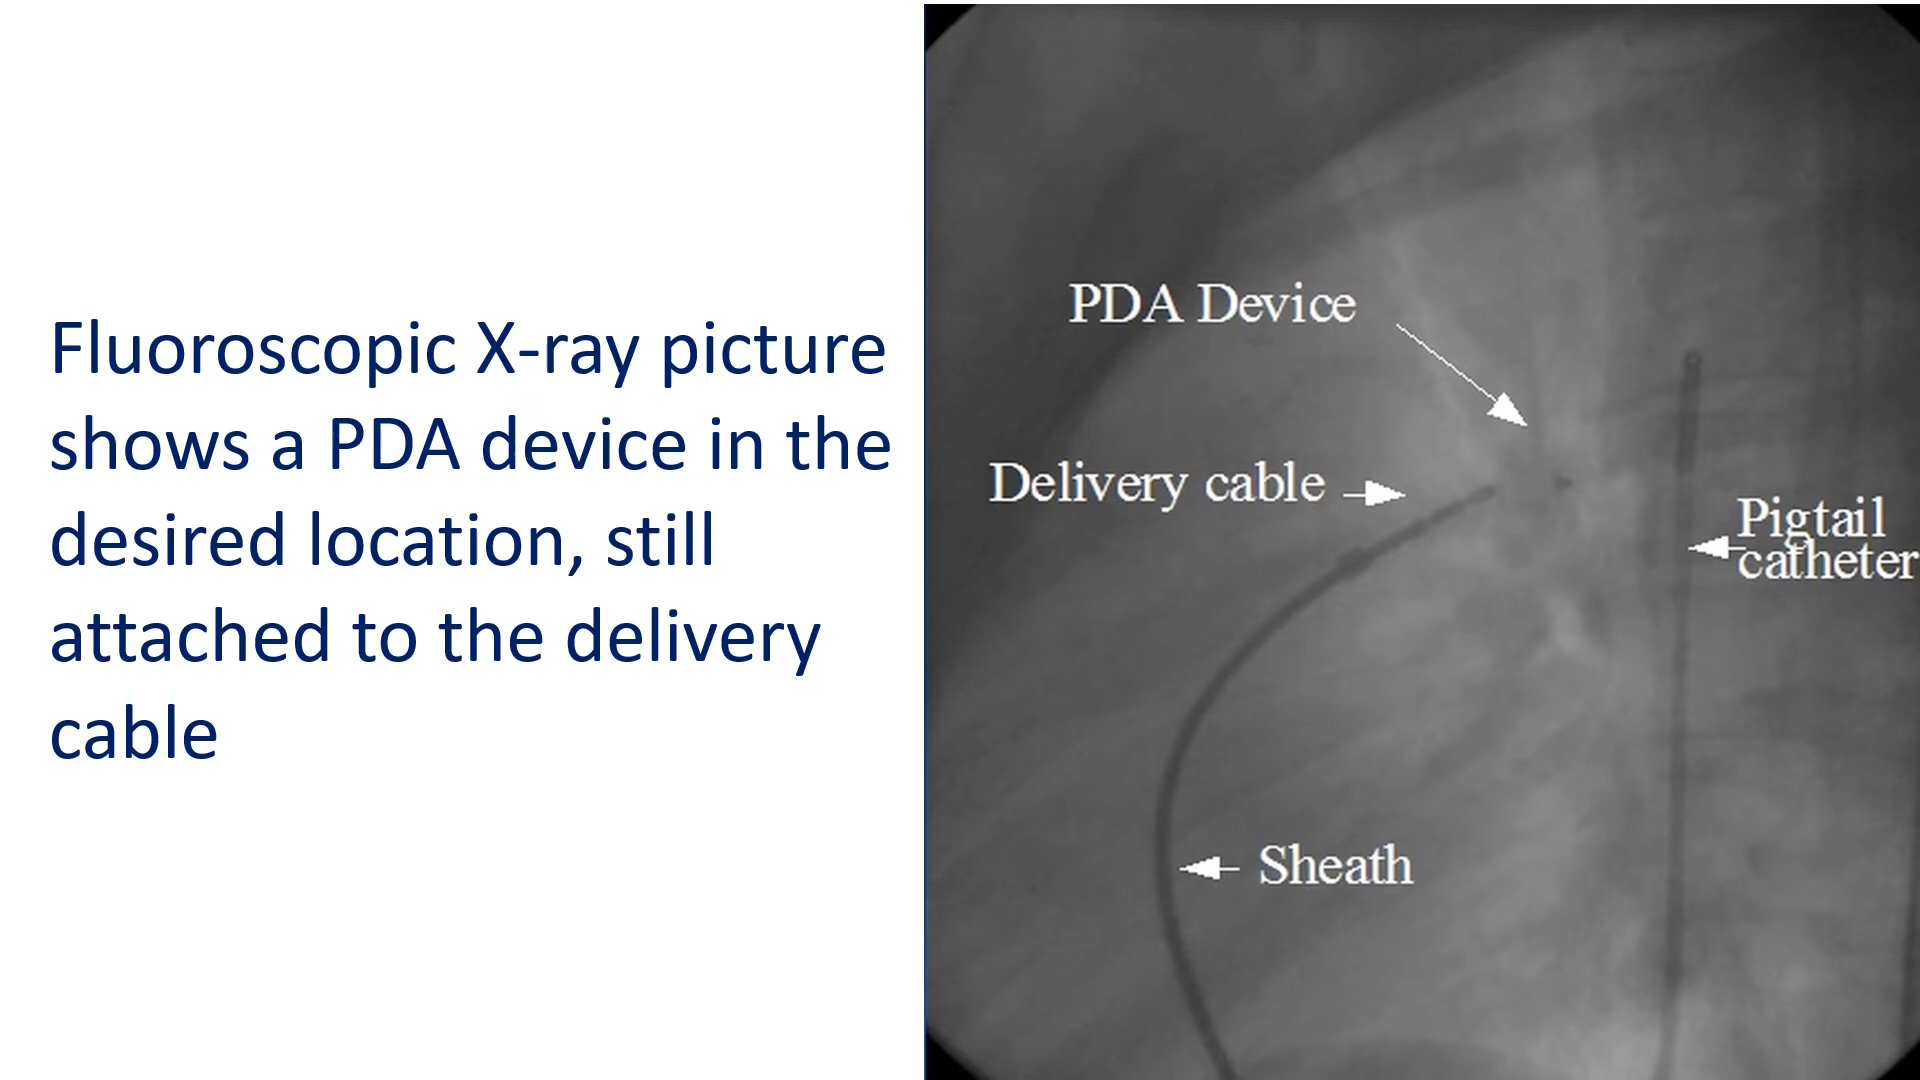 Fluoroscopic X-ray picture
shows a PDA device in the
desired location, still
attached to the delivery
cable
PDA Device
Delivery cable
Pigtail
catheter
Sheath